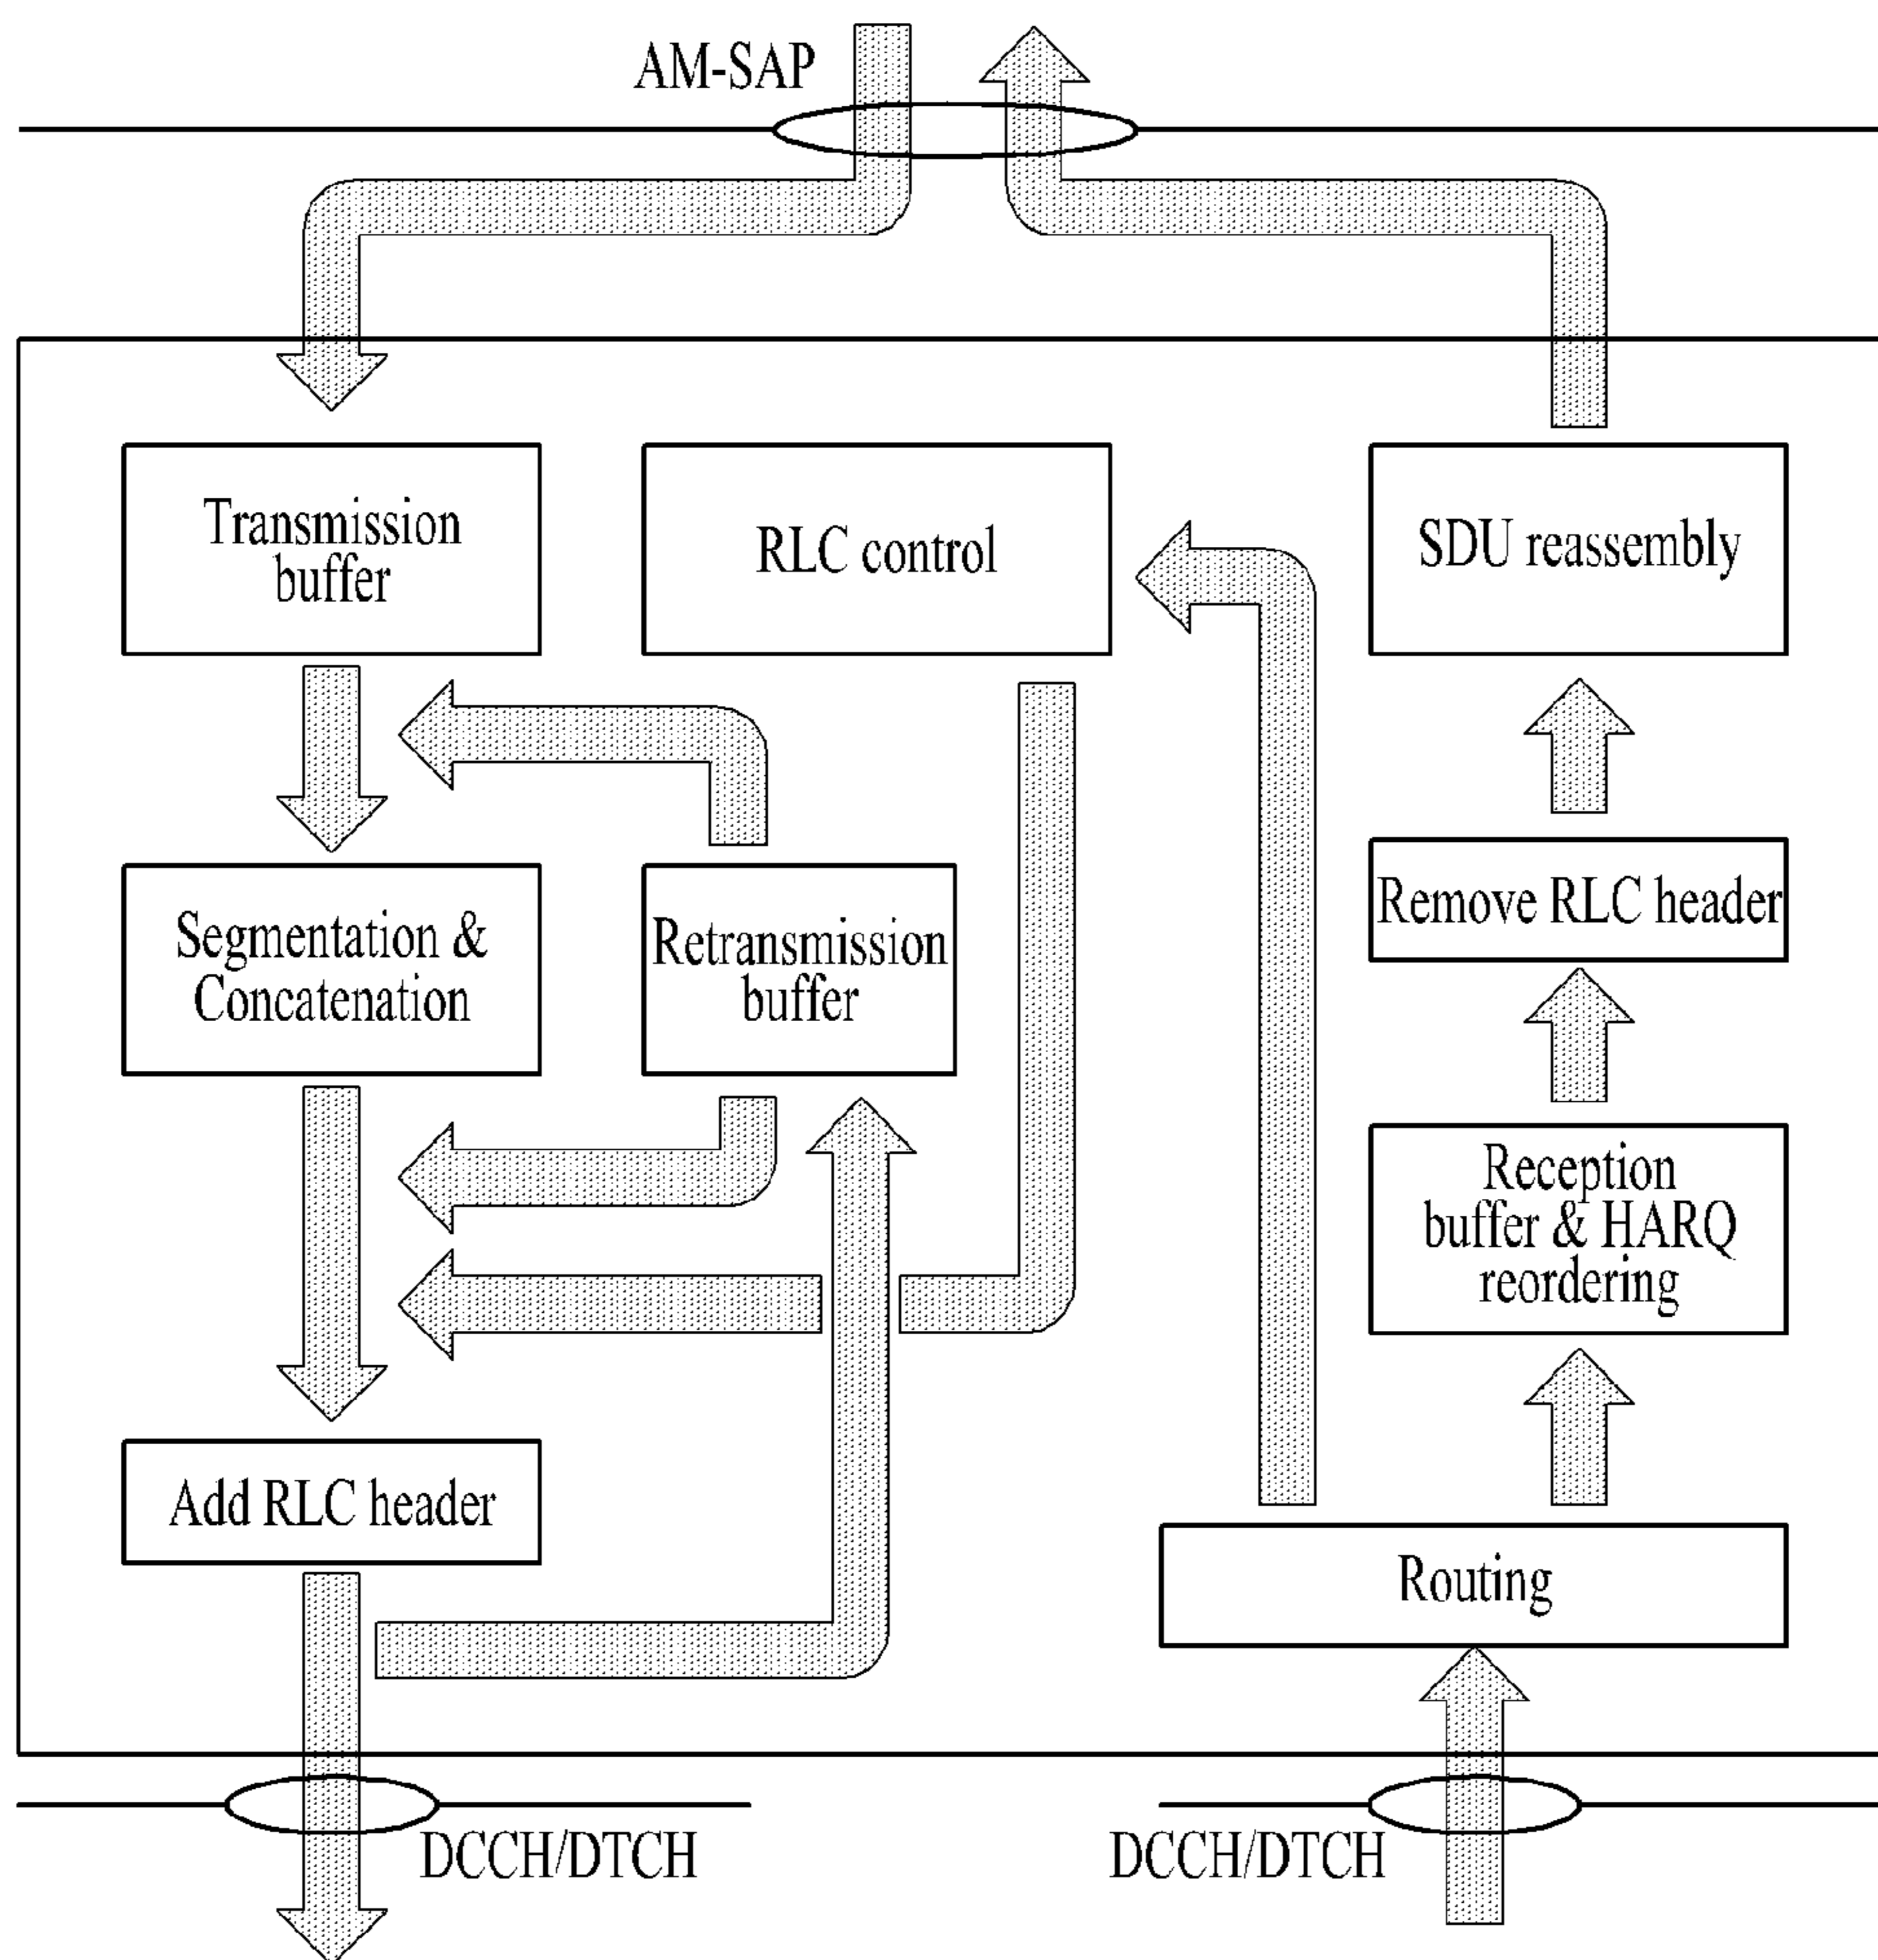 AM-SAP
Transmission
buffer
RLC control
SDU reassembly
Segmentation &
Concatenation
Retransmission
buffer
Remove RLC header
Reception
buffer & HARQ
reordering
Add RLC header
Routing
DCCH/DTCH
DCCH/DTCH